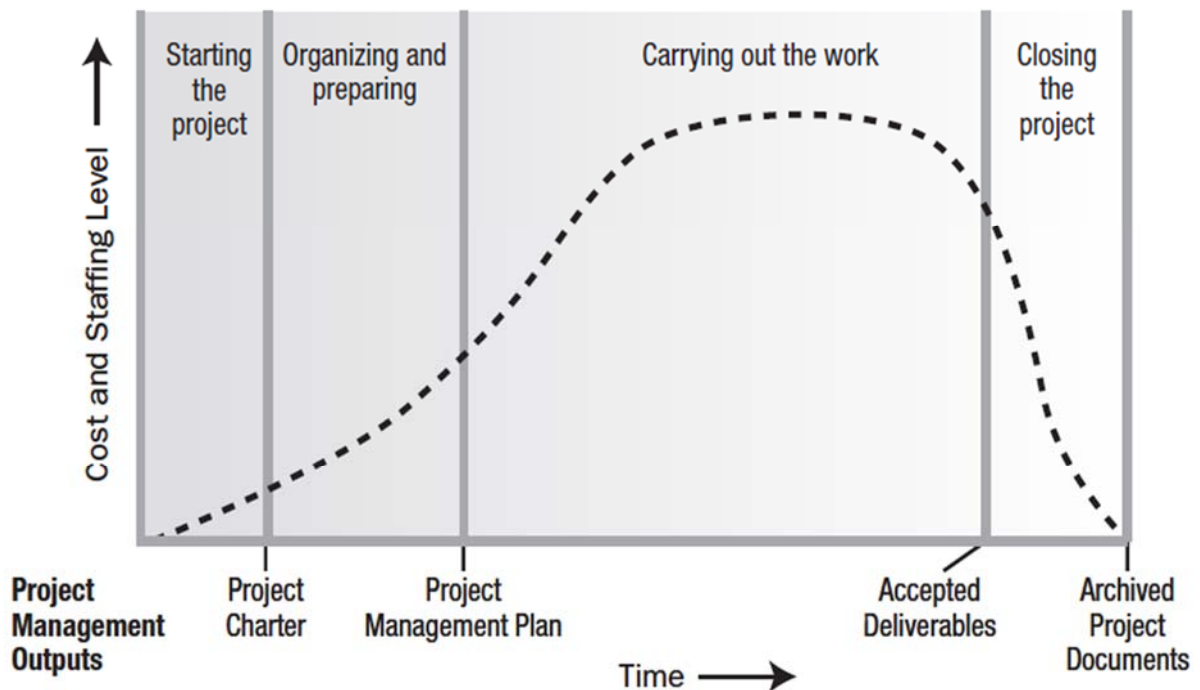 Starting
the
project
Organizing and
preparing
Carrying out the work
Closing
the
project
Cost and Staffing Level
Project
Management
Outputs
Project
Charter
Project
Management Plan
Accepted
Deliverables
Archived
Project
Documents
Time